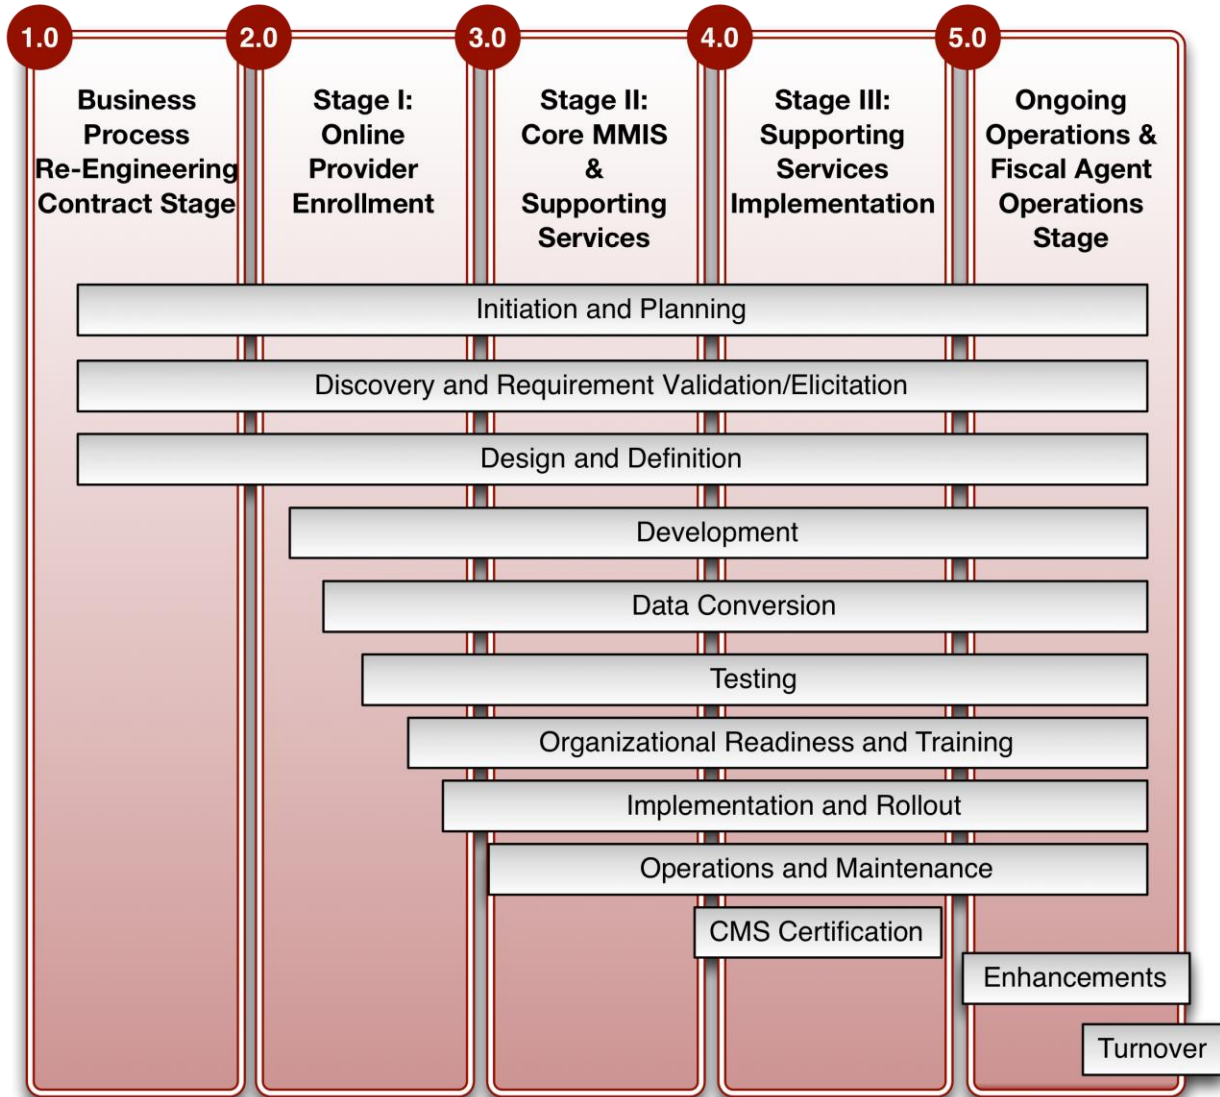 1.0
2.0
3.0
4.0
5.0
Business
Process
Re-Engineering
Contract Stage
Stage I:
Online
Provider
Enrollment
Stage II:
Core MMIS
&
Supporting
Services
Stage III:
Supporting
Services
Implementation
Ongoing
Operations &
Fiscal Agent
Operations
Stage
Initiation and Planning
Discovery and Requirement Validation/Elicitation
Design and Definition
Development
Data Conversion
Testing
Organizational Readiness and Training
Implementation and Rollout
Operations and Maintenance
CMS Certification
Enhancements
Turnover